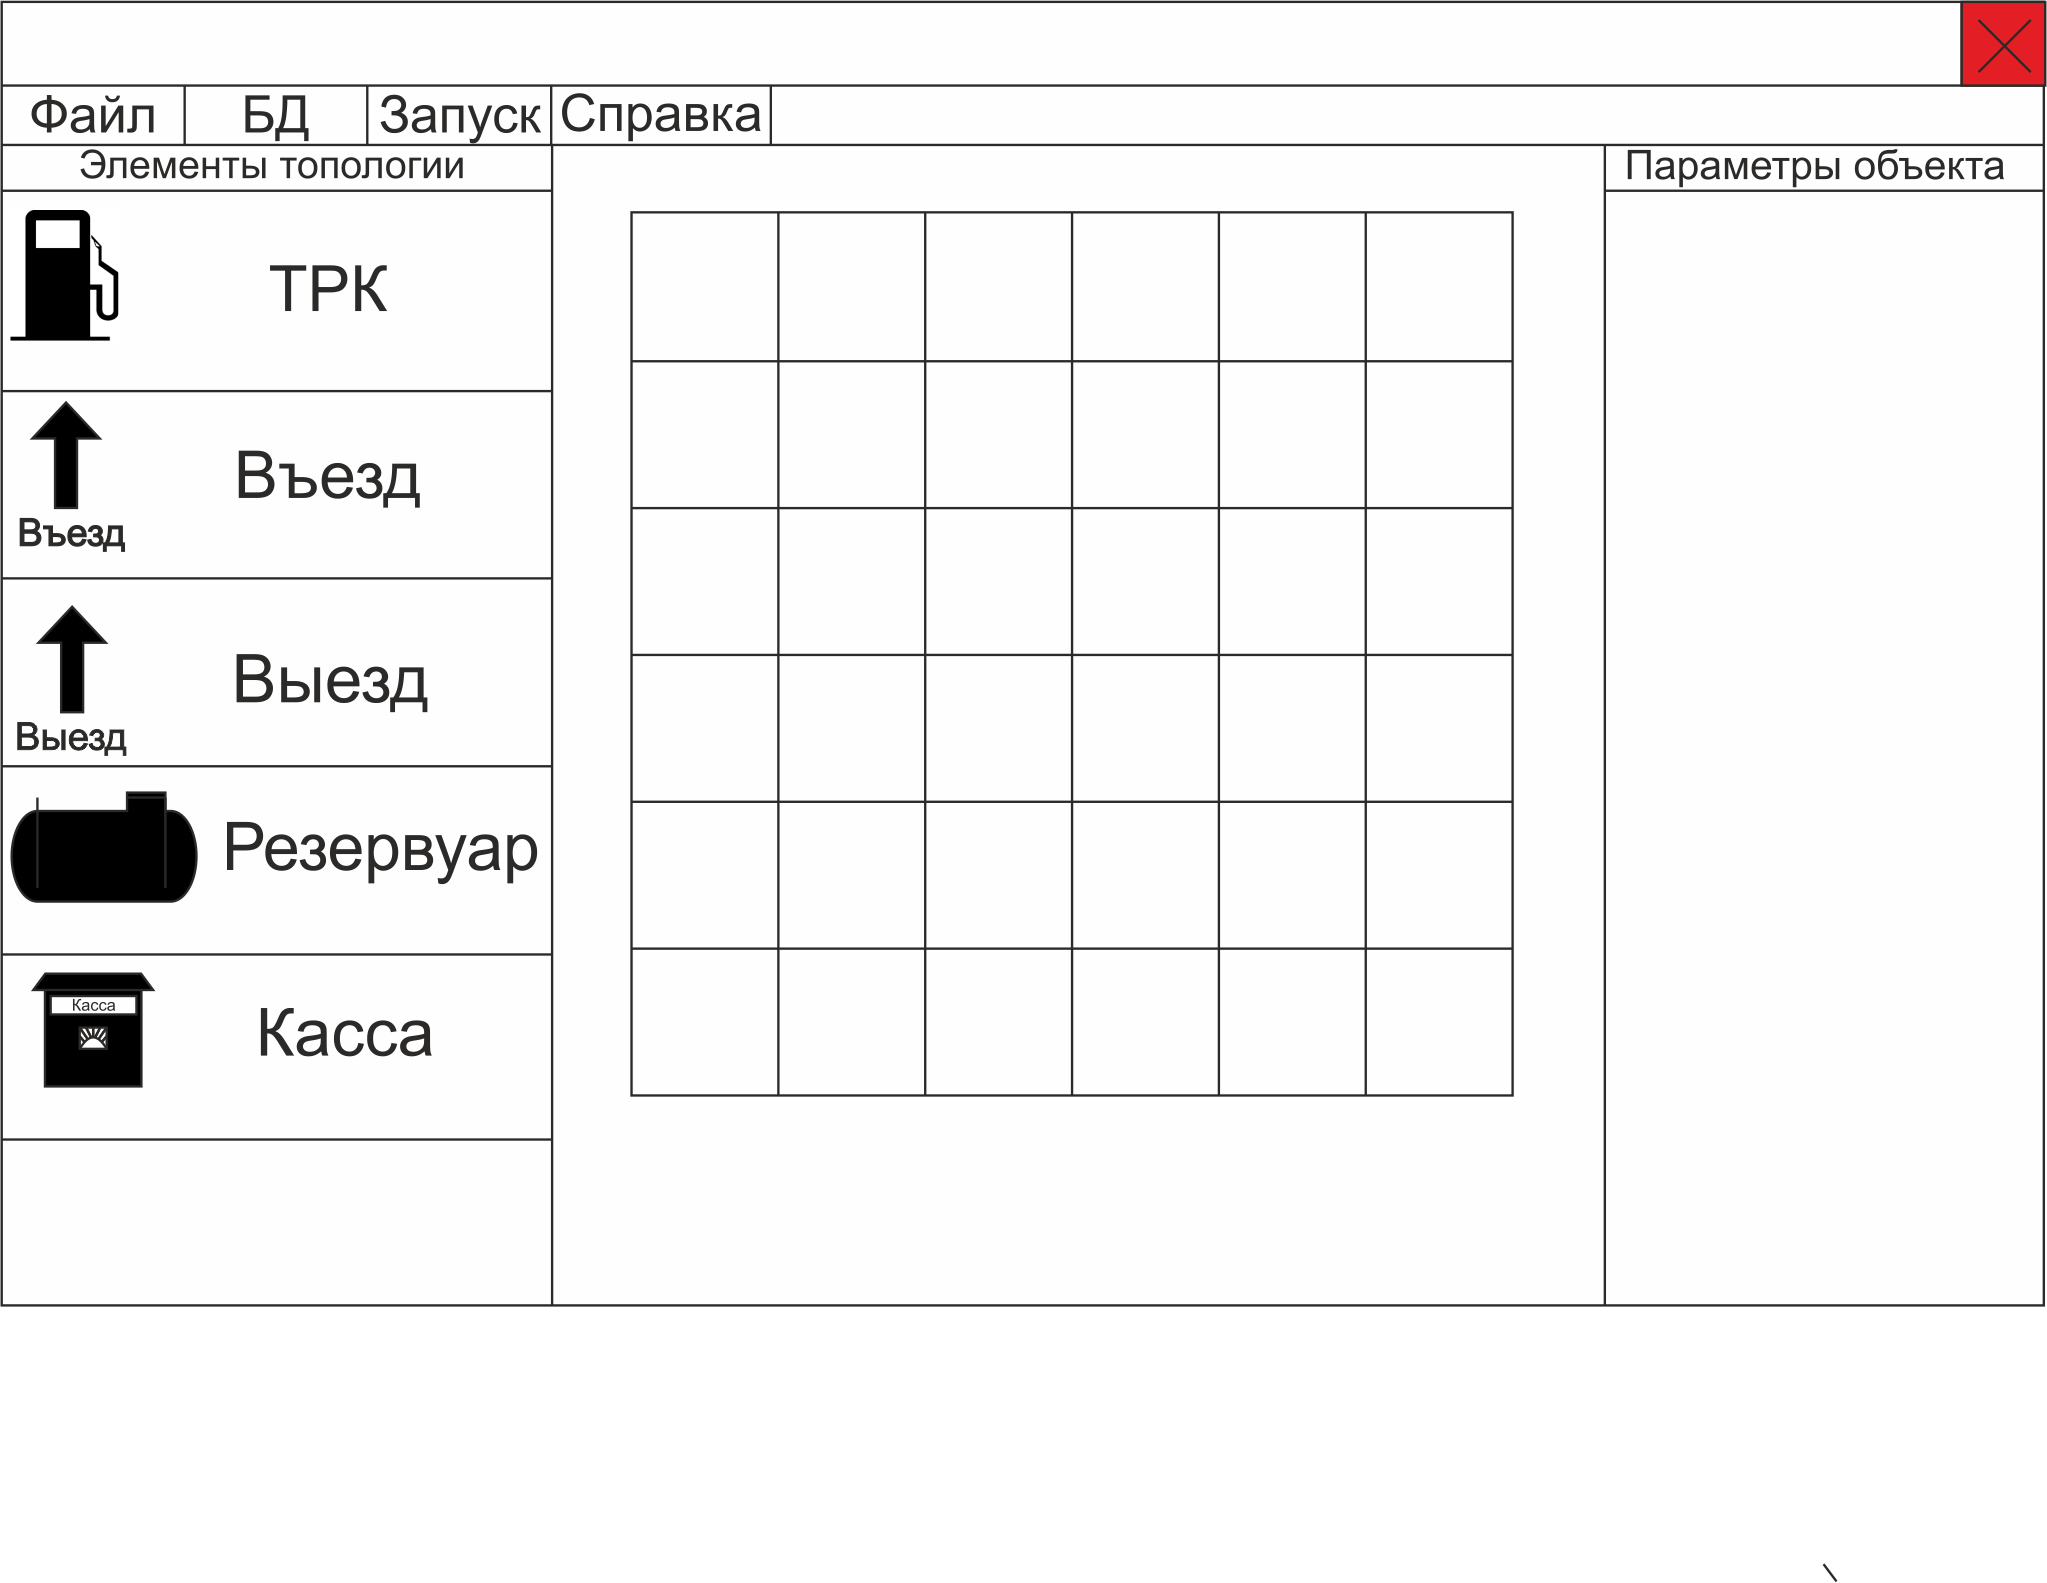 Файл БД Запуск Справка
Элементы топологии
Параметры объекта
ТРК
Въезд
Въезд
Выезд
Выезд
Резервуар
Касса
Касса